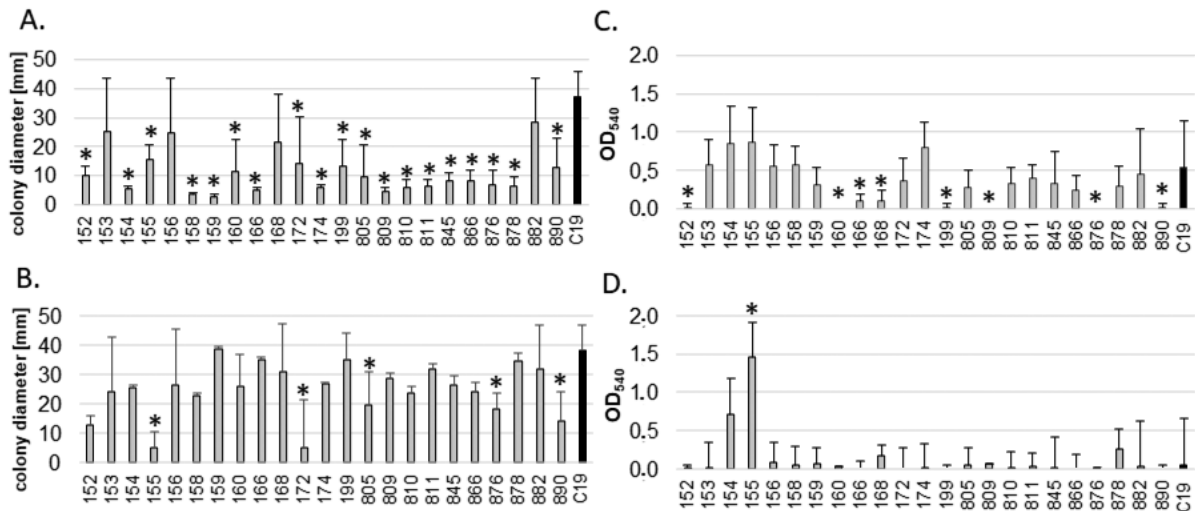 A.
colony diameter [mm]
50
40
30
20
10
0
* * * * * * * * * * * * * * * * * * *
152 153 154 155 156 158 159 160 166 168 172 174 199 805 809 810 811 845 866 876 878 882 890 C19
B.
colony diameter [mm]
50
40
30
20
10
0
* * * * *
152 153 154 155 156 158 159 160 166 168 172 174 199 805 809 810 811 845 866 876 878 882 890 C19
C.
OD540
2.0
1.5
1.0
0.5
0.0
* * * * * * * *
152 153 154 155 156 158 159 160 166 168 172 174 199 805 809 810 811 845 866 876 878 882 890 C19
D.
OD540
2.0
1.5
1.0
0.5
0.0
*
152 153 154 155 156 158 159 160 166 168 172 174 199 805 809 810 811 845 866 876 878 882 890 C19